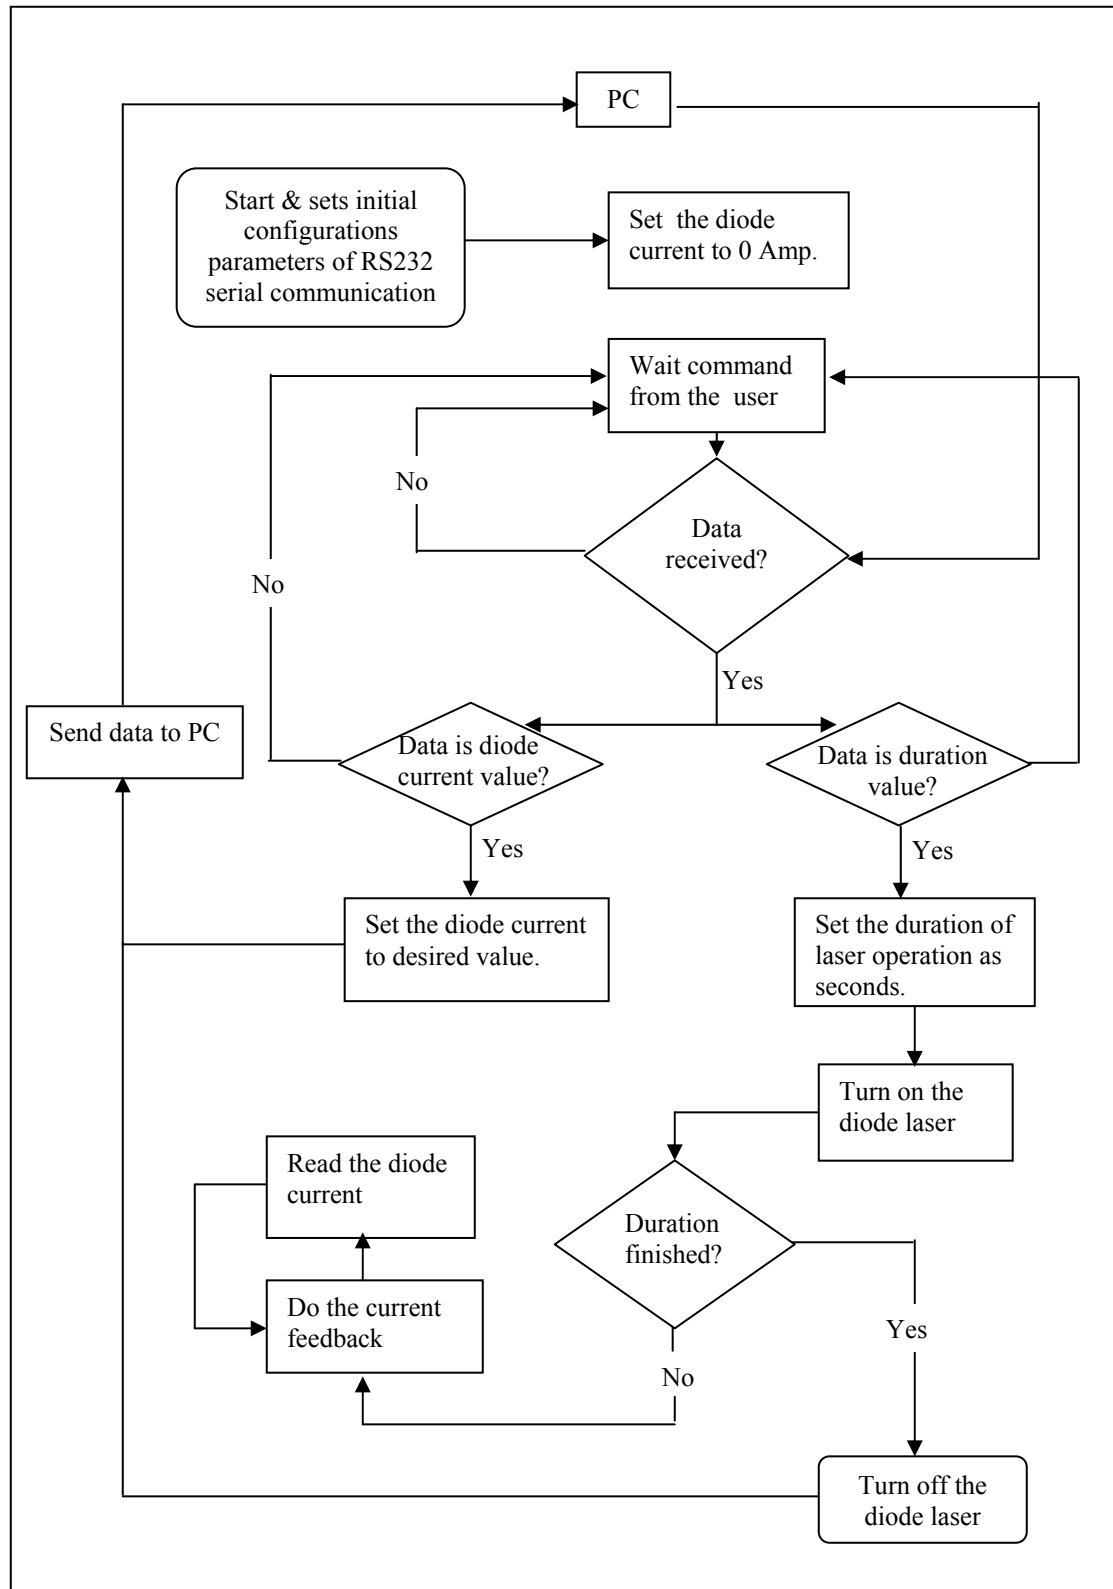 PC
Start & sets initial
configurations
parameters of RS232
serial communication
Set  the diode
current to 0 Amp.
Wait command
from the  user
No
Data
received?
No
Yes
Send data to PC
Data is diode
current value?
Data is duration
value?
Yes
Yes
Set the diode current
to desired value.
Set the duration of
laser operation as
seconds.
Turn on the
diode laser
Read the diode
current
Duration
finished?
Do the current
feedback
Yes
No
Turn off the
diode laser